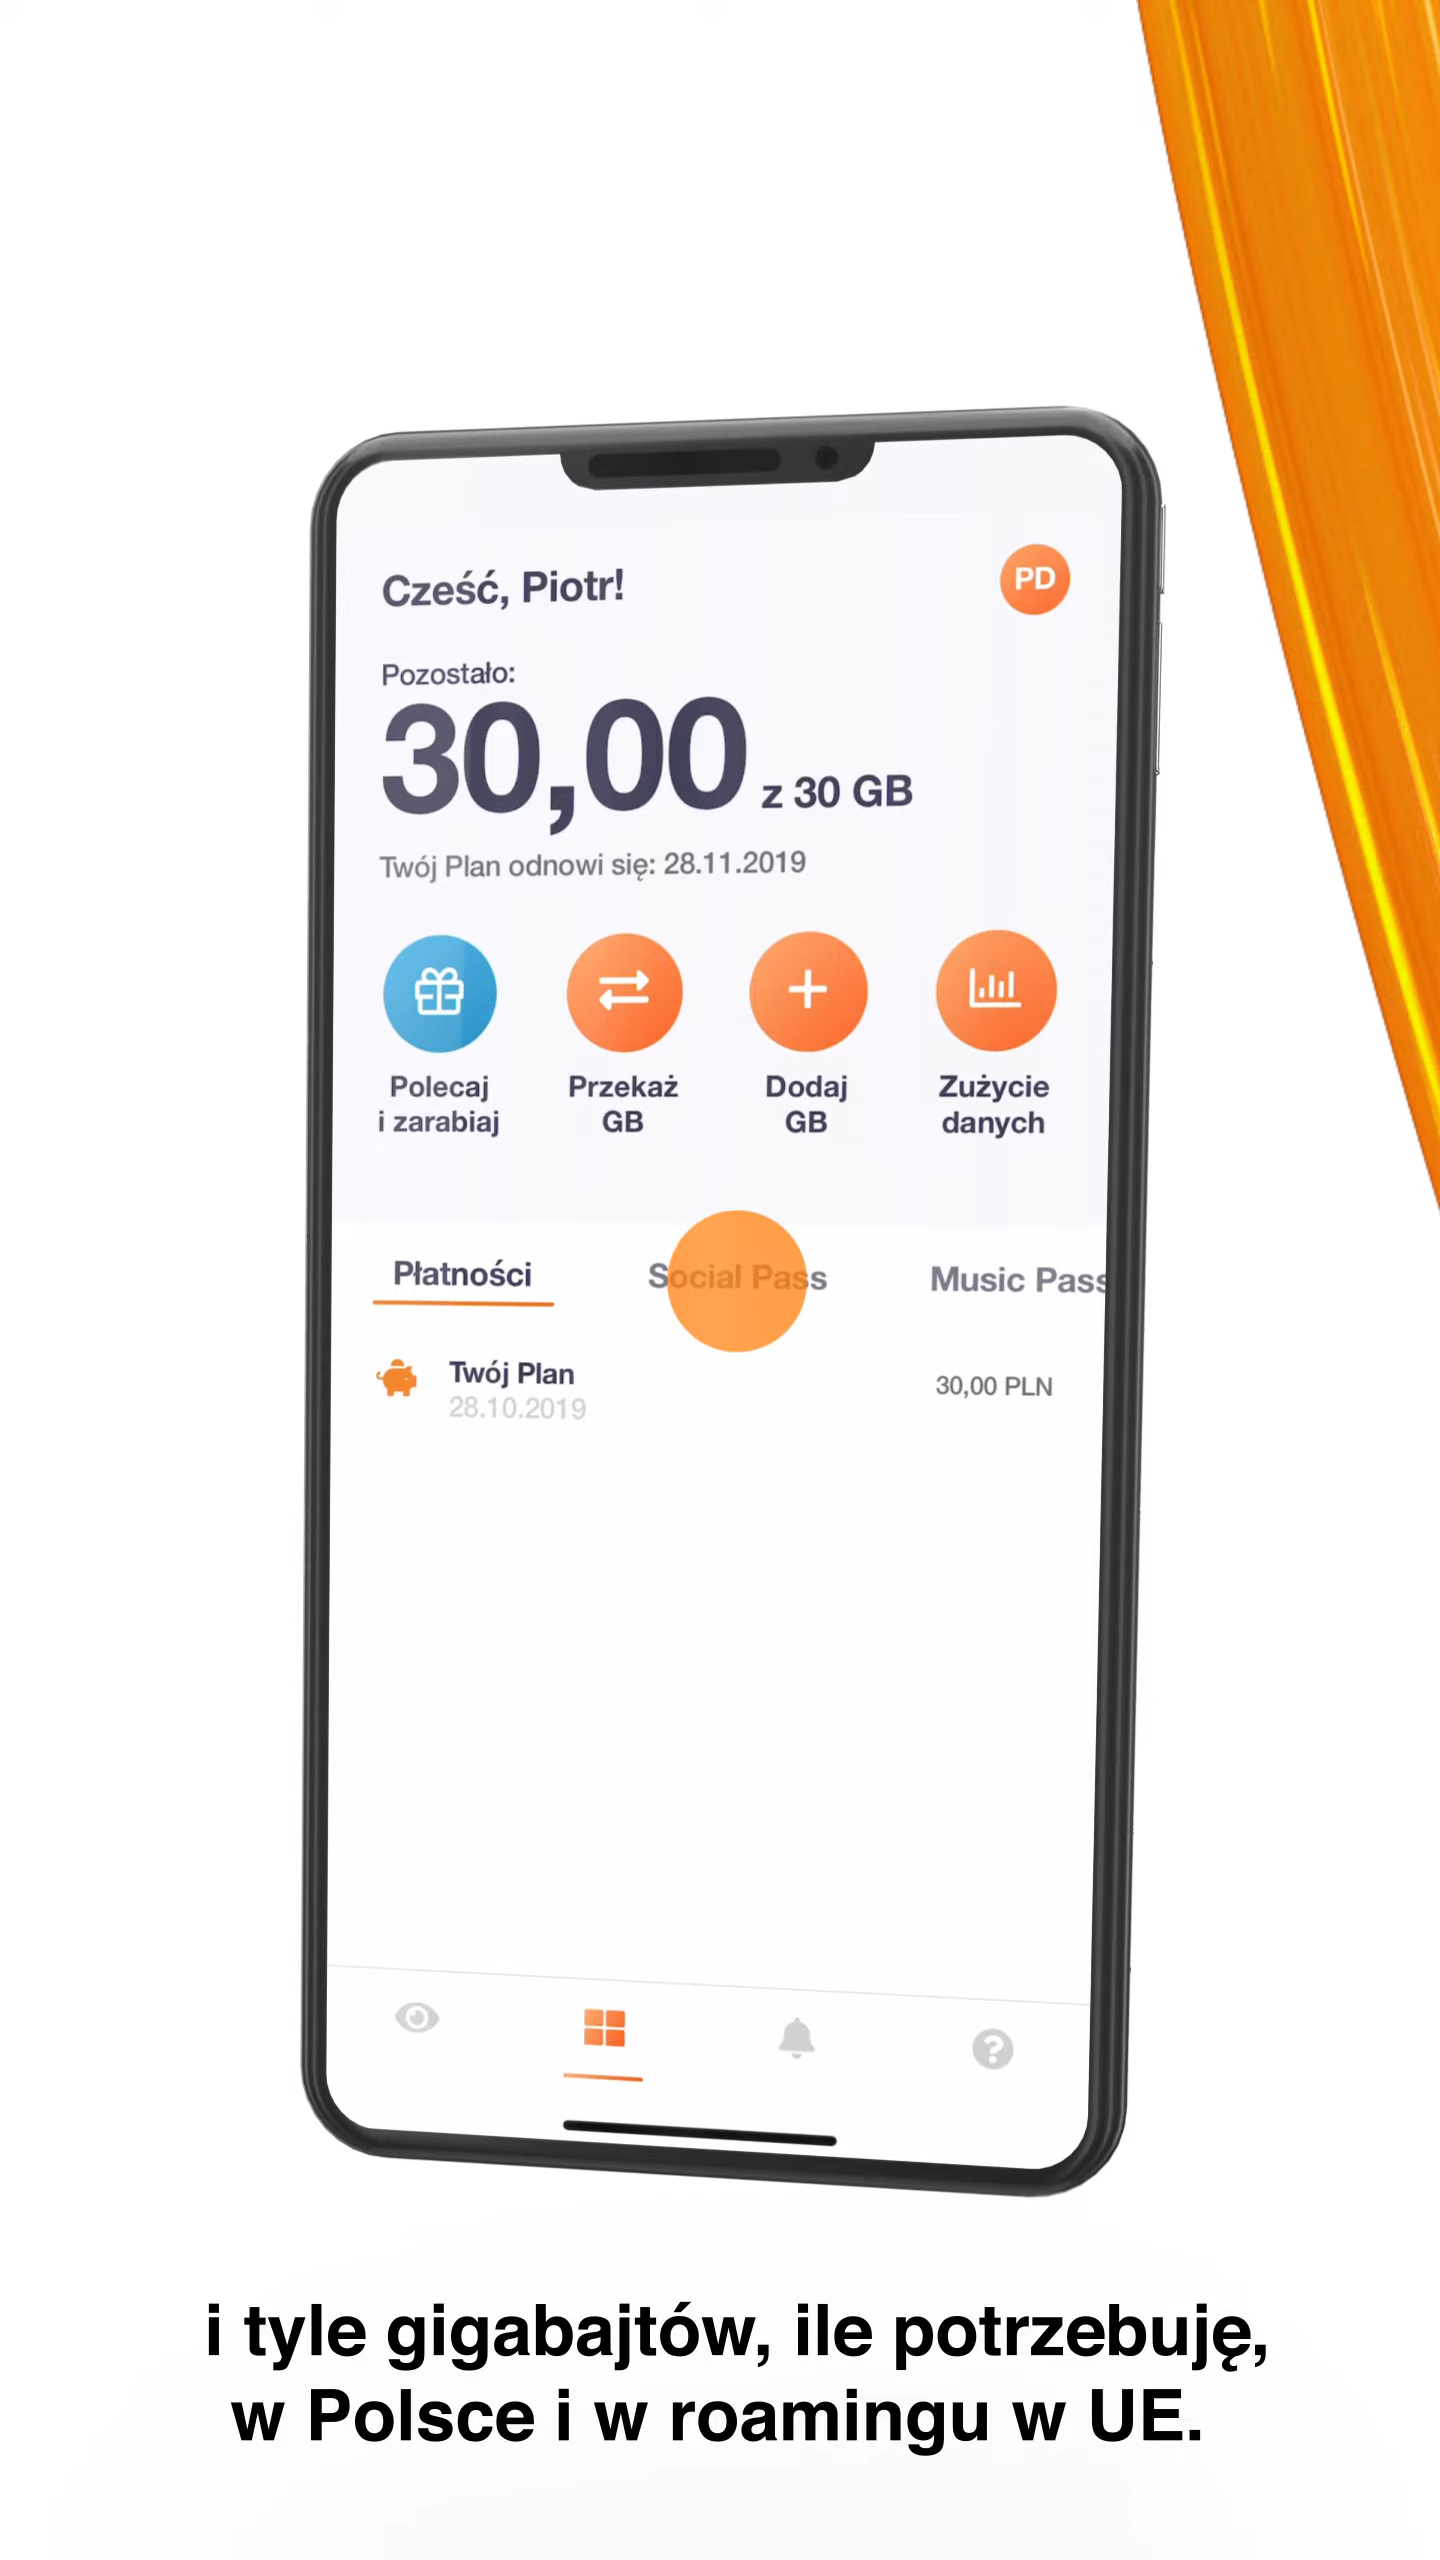 Cześć, Piotr!
PD
Pozostało:
30,00 z 30 GB
Twój Plan odnowi się: 28.11.2019
Polecaj
i zarabiaj
Przekaż
GB
Dodaj
GB
Zużycie
danych
Płatności
Social Pass
Music Pass
Twój Plan
28.10.2019
30,00 PLN
i tyle gigabajtów, ile potrzebuję,
w Polsce i w roamingu w UE.